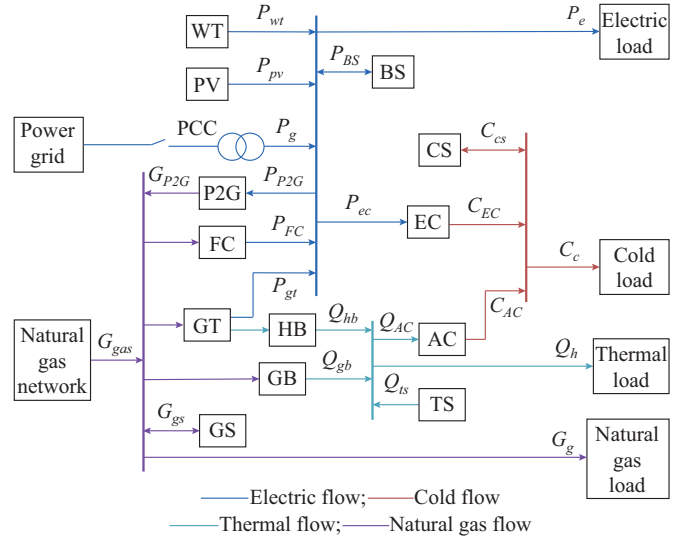 WT
P_wt
P_e
Electric
load
PV
P_pv
P_BS
BS
Power
grid
PCC
P_g
CS
C_cs
G_P2G
P2G
P_P2G
FC
P_FC
P_ec
EC
C_EC
C_c
Cold
load
P_gt
GT
HB
Q_hb
Q_AC
AC
C_AC
Natural
gas
network
G_gas
GB
Q_gb
Q_h
Thermal
load
Q_ts
TS
G_gs
GS
G_g
Natural
gas
load
Electric flow; Cold flow
Thermal flow; Natural gas flow